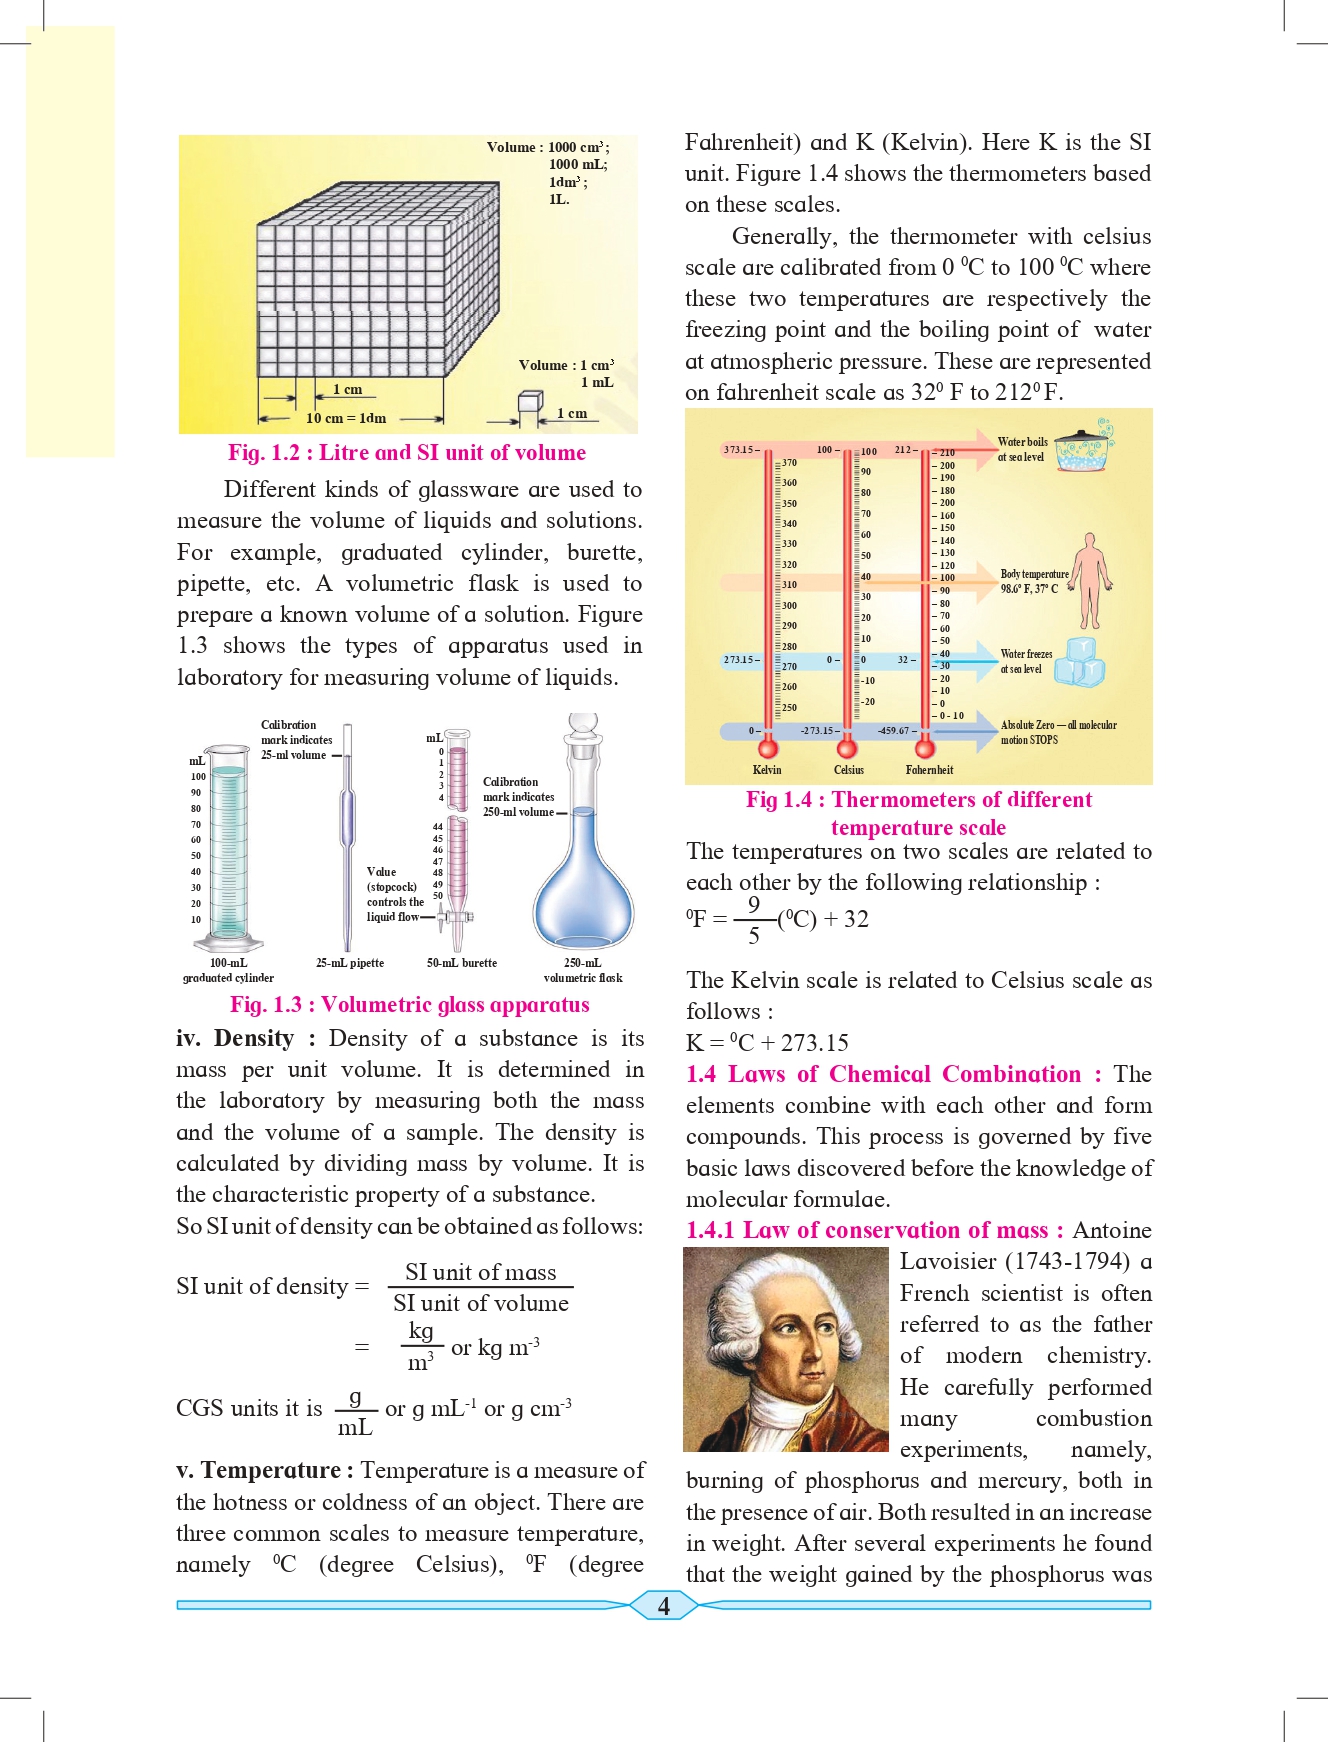 Volume : 1000 cm³ ;
1000 mL;
1dm³ ;
1L.
Volume : 1 cm³
1 mL
1 cm
10 cm = 1dm
1 cm
Fig. 1.2 : Litre and SI unit of volume
Different kinds of glassware are used to
measure the volume of liquids and solutions.
For example, graduated cylinder, burette,
pipette, etc. A volumetric flask is used to
prepare a known volume of a solution. Figure
1.3 shows the types of apparatus used in
laboratory for measuring volume of liquids.
mL
100
90
80
70
60
50
40
30
20
10
100-mL
graduated cylinder
Calibration
mark indicates
25-ml volume
25-mL pipette
mL
0
1
2
3
4
44
45
46
47
48
49
50
Value
(stopcock)
controls the
liquid flow
50-mL burette
Calibration
mark indicates
250-ml volume
250-mL
volumetric flask
Fig. 1.3 : Volumetric glass apparatus
iv. Density : Density of a substance is its
mass per unit volume. It is determined in
the laboratory by measuring both the mass
and the volume of a sample. The density is
calculated by dividing mass by volume. It is
the characteristic property of a substance.
So SI unit of density can be obtained as follows:
SI unit of density = SI unit of mass / SI unit of volume
= kg / m³ or kg m⁻³
CGS units it is g / mL or g mL⁻¹ or g cm⁻³
v. Temperature : Temperature is a measure of
the hotness or coldness of an object. There are
three common scales to measure temperature,
namely ⁰C (degree Celsius), ⁰F (degree
Fahrenheit) and K (Kelvin). Here K is the SI
unit. Figure 1.4 shows the thermometers based
on these scales.
Generally, the thermometer with celsius
scale are calibrated from 0 ⁰C to 100 ⁰C where
these two temperatures are respectively the
freezing point and the boiling point of water
at atmospheric pressure. These are represented
on fahrenheit scale as 32⁰ F to 212⁰ F.
373.15
273.15
0
370
360
350
340
330
320
310
300
290
280
270
260
250
Kelvin
100
0
-273.15
100
90
80
70
60
50
40
30
20
10
0
-10
-20
Celsius
212
32
-459.67
210
200
190
180
200
160
150
140
130
120
100
90
80
70
60
50
40
30
20
10
0
0 - 10
Fahernheit
Water boils
at sea level
Body temperature
98.6º F, 37º C
Water freezes
at sea level
Absolute Zero — all molecular
motion STOPS
Fig 1.4 : Thermometers of different
temperature scale
The temperatures on two scales are related to
each other by the following relationship :
⁰F = 9 / 5 (⁰C) + 32
The Kelvin scale is related to Celsius scale as
follows :
K = ⁰C + 273.15
1.4 Laws of Chemical Combination : The
elements combine with each other and form
compounds. This process is governed by five
basic laws discovered before the knowledge of
molecular formulae.
1.4.1 Law of conservation of mass : Antoine
Lavoisier (1743-1794) a
French scientist is often
referred to as the father
of modern chemistry.
He carefully performed
many combustion
experiments, namely,
burning of phosphorus and mercury, both in
the presence of air. Both resulted in an increase
in weight. After several experiments he found
that the weight gained by the phosphorus was
4